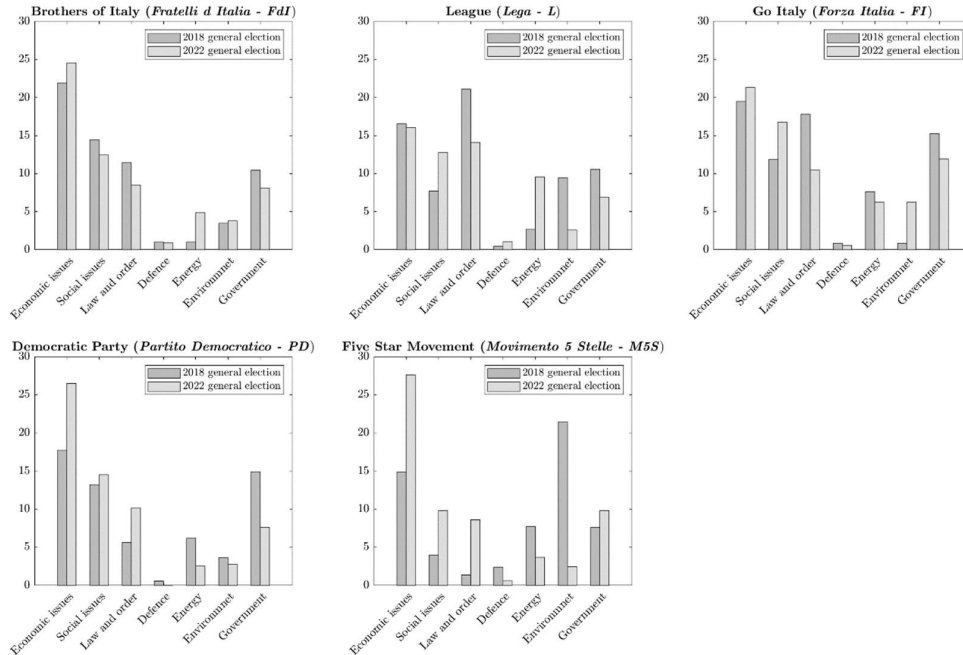 Brothers of Italy (Fratelli d Italia - FdI)
30
25
20
15
10
5
0
2018 general election
2022 general election
Economic issues
Social issues
Law and order
Defence
Energy
Environmnet
Government
League (Lega - L)
30
25
20
15
10
5
0
2018 general election
2022 general election
Economic issues
Social issues
Law and order
Defence
Energy
Environmnet
Government
Go Italy (Forza Italia - FI)
30
25
20
15
10
5
0
2018 general election
2022 general election
Economic issues
Social issues
Law and order
Defence
Energy
Environmnet
Government
Democratic Party (Partito Democratico - PD)
30
25
20
15
10
5
0
2018 general election
2022 general election
Economic issues
Social issues
Law and order
Defence
Energy
Environmnet
Government
Five Star Movement (Movimento 5 Stelle - M5S)
30
25
20
15
10
5
0
2018 general election
2022 general election
Economic issues
Social issues
Law and order
Defence
Energy
Environmnet
Government